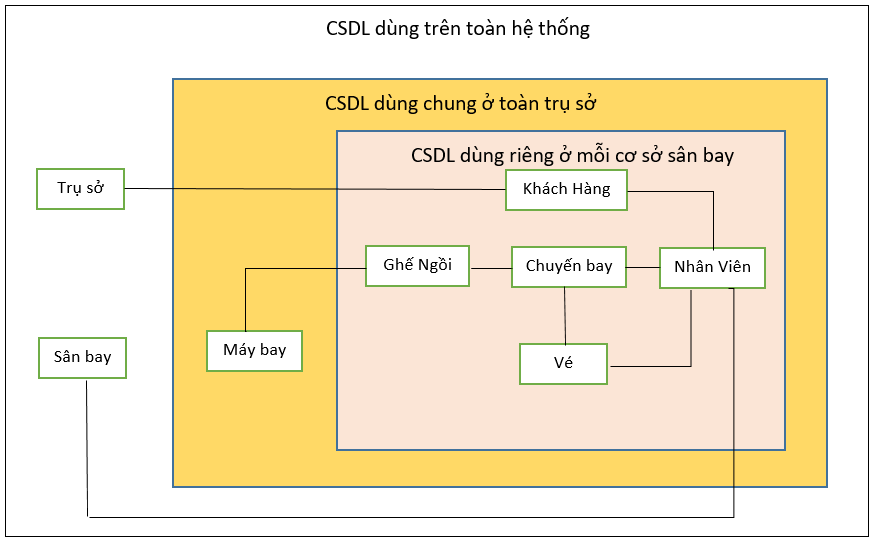 CSDL dùng trên toàn hệ thống
CSDL dùng chung ở toàn trụ sở
CSDL dùng riêng ở mỗi cơ sở sân bay
Trụ sở
Khách Hàng
Ghế Ngồi
Chuyến bay
Nhân Viên
Sân bay
Máy bay
Vé